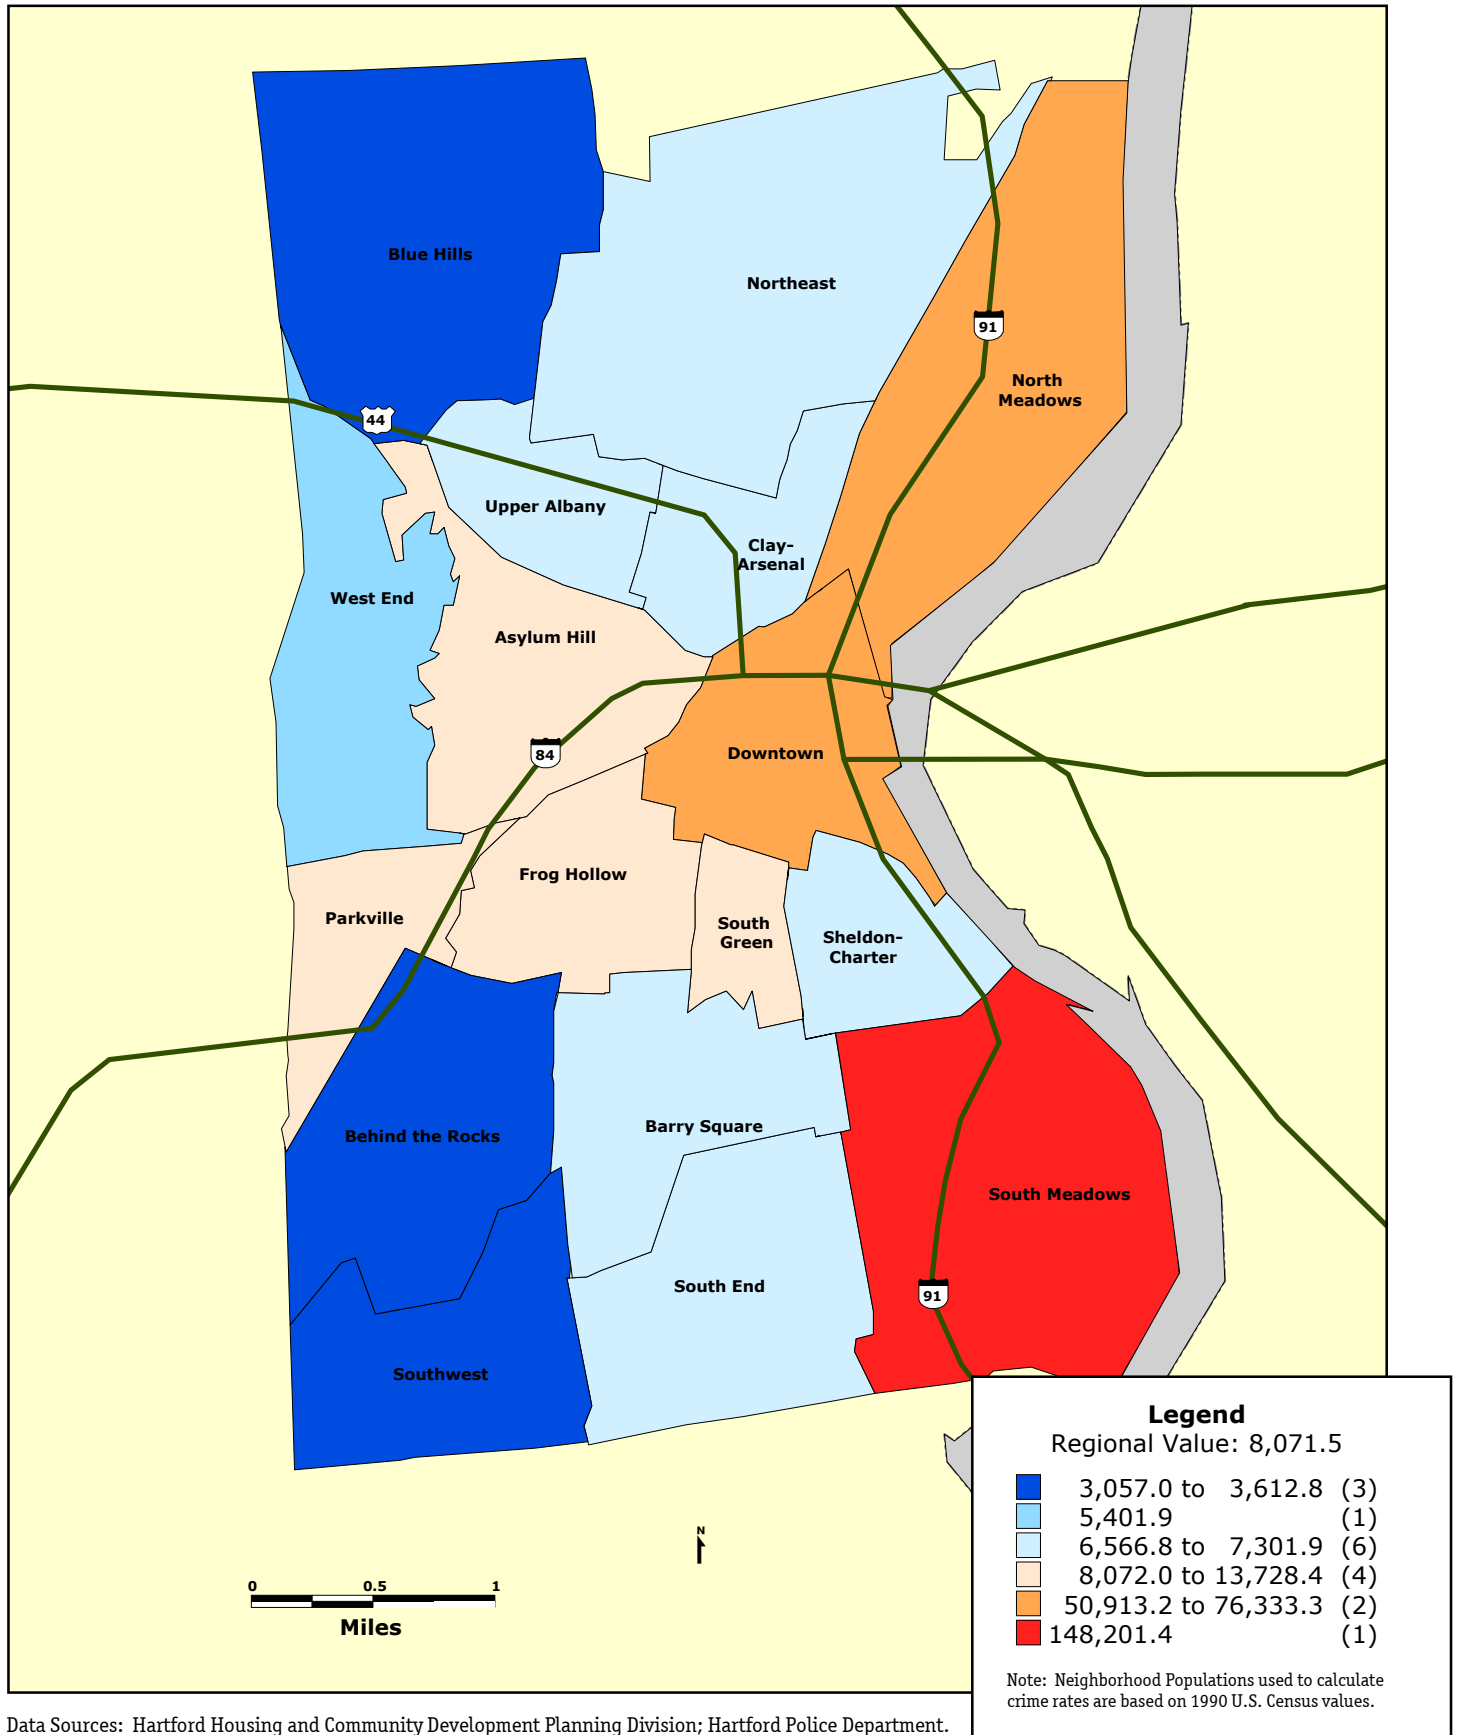 Blue Hills
Northeast
91
North
Meadows
44
Upper Albany
Clay-
Arsenal
West End
Asylum Hill
84
Downtown
Frog Hollow
Parkville
South
Green
Sheldon-
Charter
Barry Square
Behind the Rocks
South Meadows
South End
91
Southwest
Legend
Regional Value: 8,071.5
3,057.0 to 3,612.8 (3)
5,401.9 (1)
6,566.8 to 7,301.9 (6)
8,072.0 to 13,728.4 (4)
50,913.2 to 76,333.3 (2)
148,201.4 (1)
N
0 0.5 1
Miles
Note: Neighborhood Populations used to calculate
crime rates are based on 1990 U.S. Census values.
Data Sources: Hartford Housing and Community Development Planning Division; Hartford Police Department.